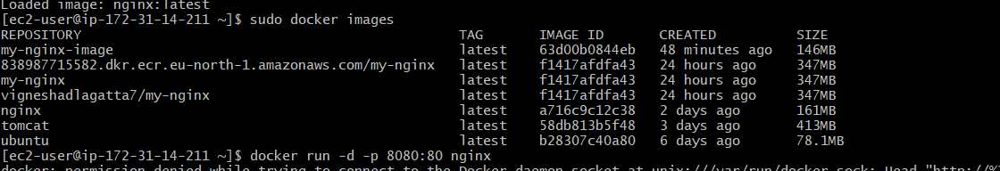 Loaded image: nginx:latest
[ec2-user@ip-172-31-14-211 ~]$ sudo docker images
REPOSITORY TAG IMAGE ID CREATED SIZE
my-nginx-image latest 63d00b0844eb 48 minutes ago 146MB
838987715582.dkr.ecr.eu-north-1.amazonaws.com/my-nginx latest f1417afdfa43 24 hours ago 347MB
my-nginx latest f1417afdfa43 24 hours ago 347MB
vigneshadlagatta7/my-nginx latest f1417afdfa43 24 hours ago 347MB
nginx latest a716c9c12c38 2 days ago 161MB
tomcat latest 58db813b5f48 3 days ago 413MB
ubuntu latest b28307c40a80 6 days ago 78.1MB
[ec2-user@ip-172-31-14-211 ~]$ docker run -d -p 8080:80 nginx
docker: permission denied while trying to connect to the Docker daemon socket at unix:///var/run/docker.sock: Head "http://%